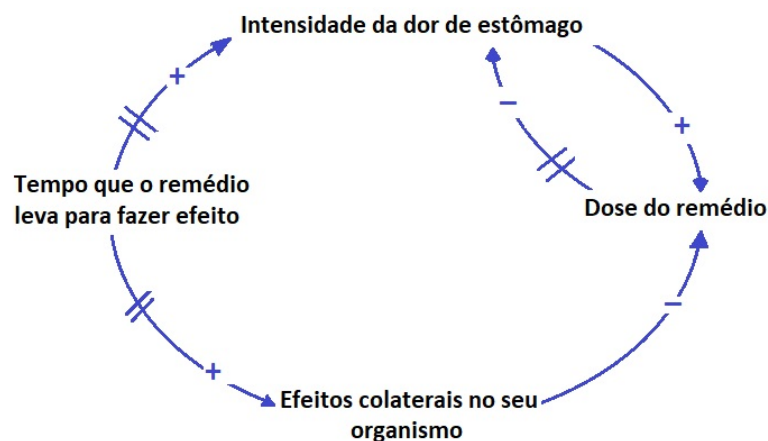 Intensidade da dor de estômago
+
−
+
Tempo que o remédio
leva para fazer efeito
Dose do remédio
−
+
Efeitos colaterais no seu
organismo